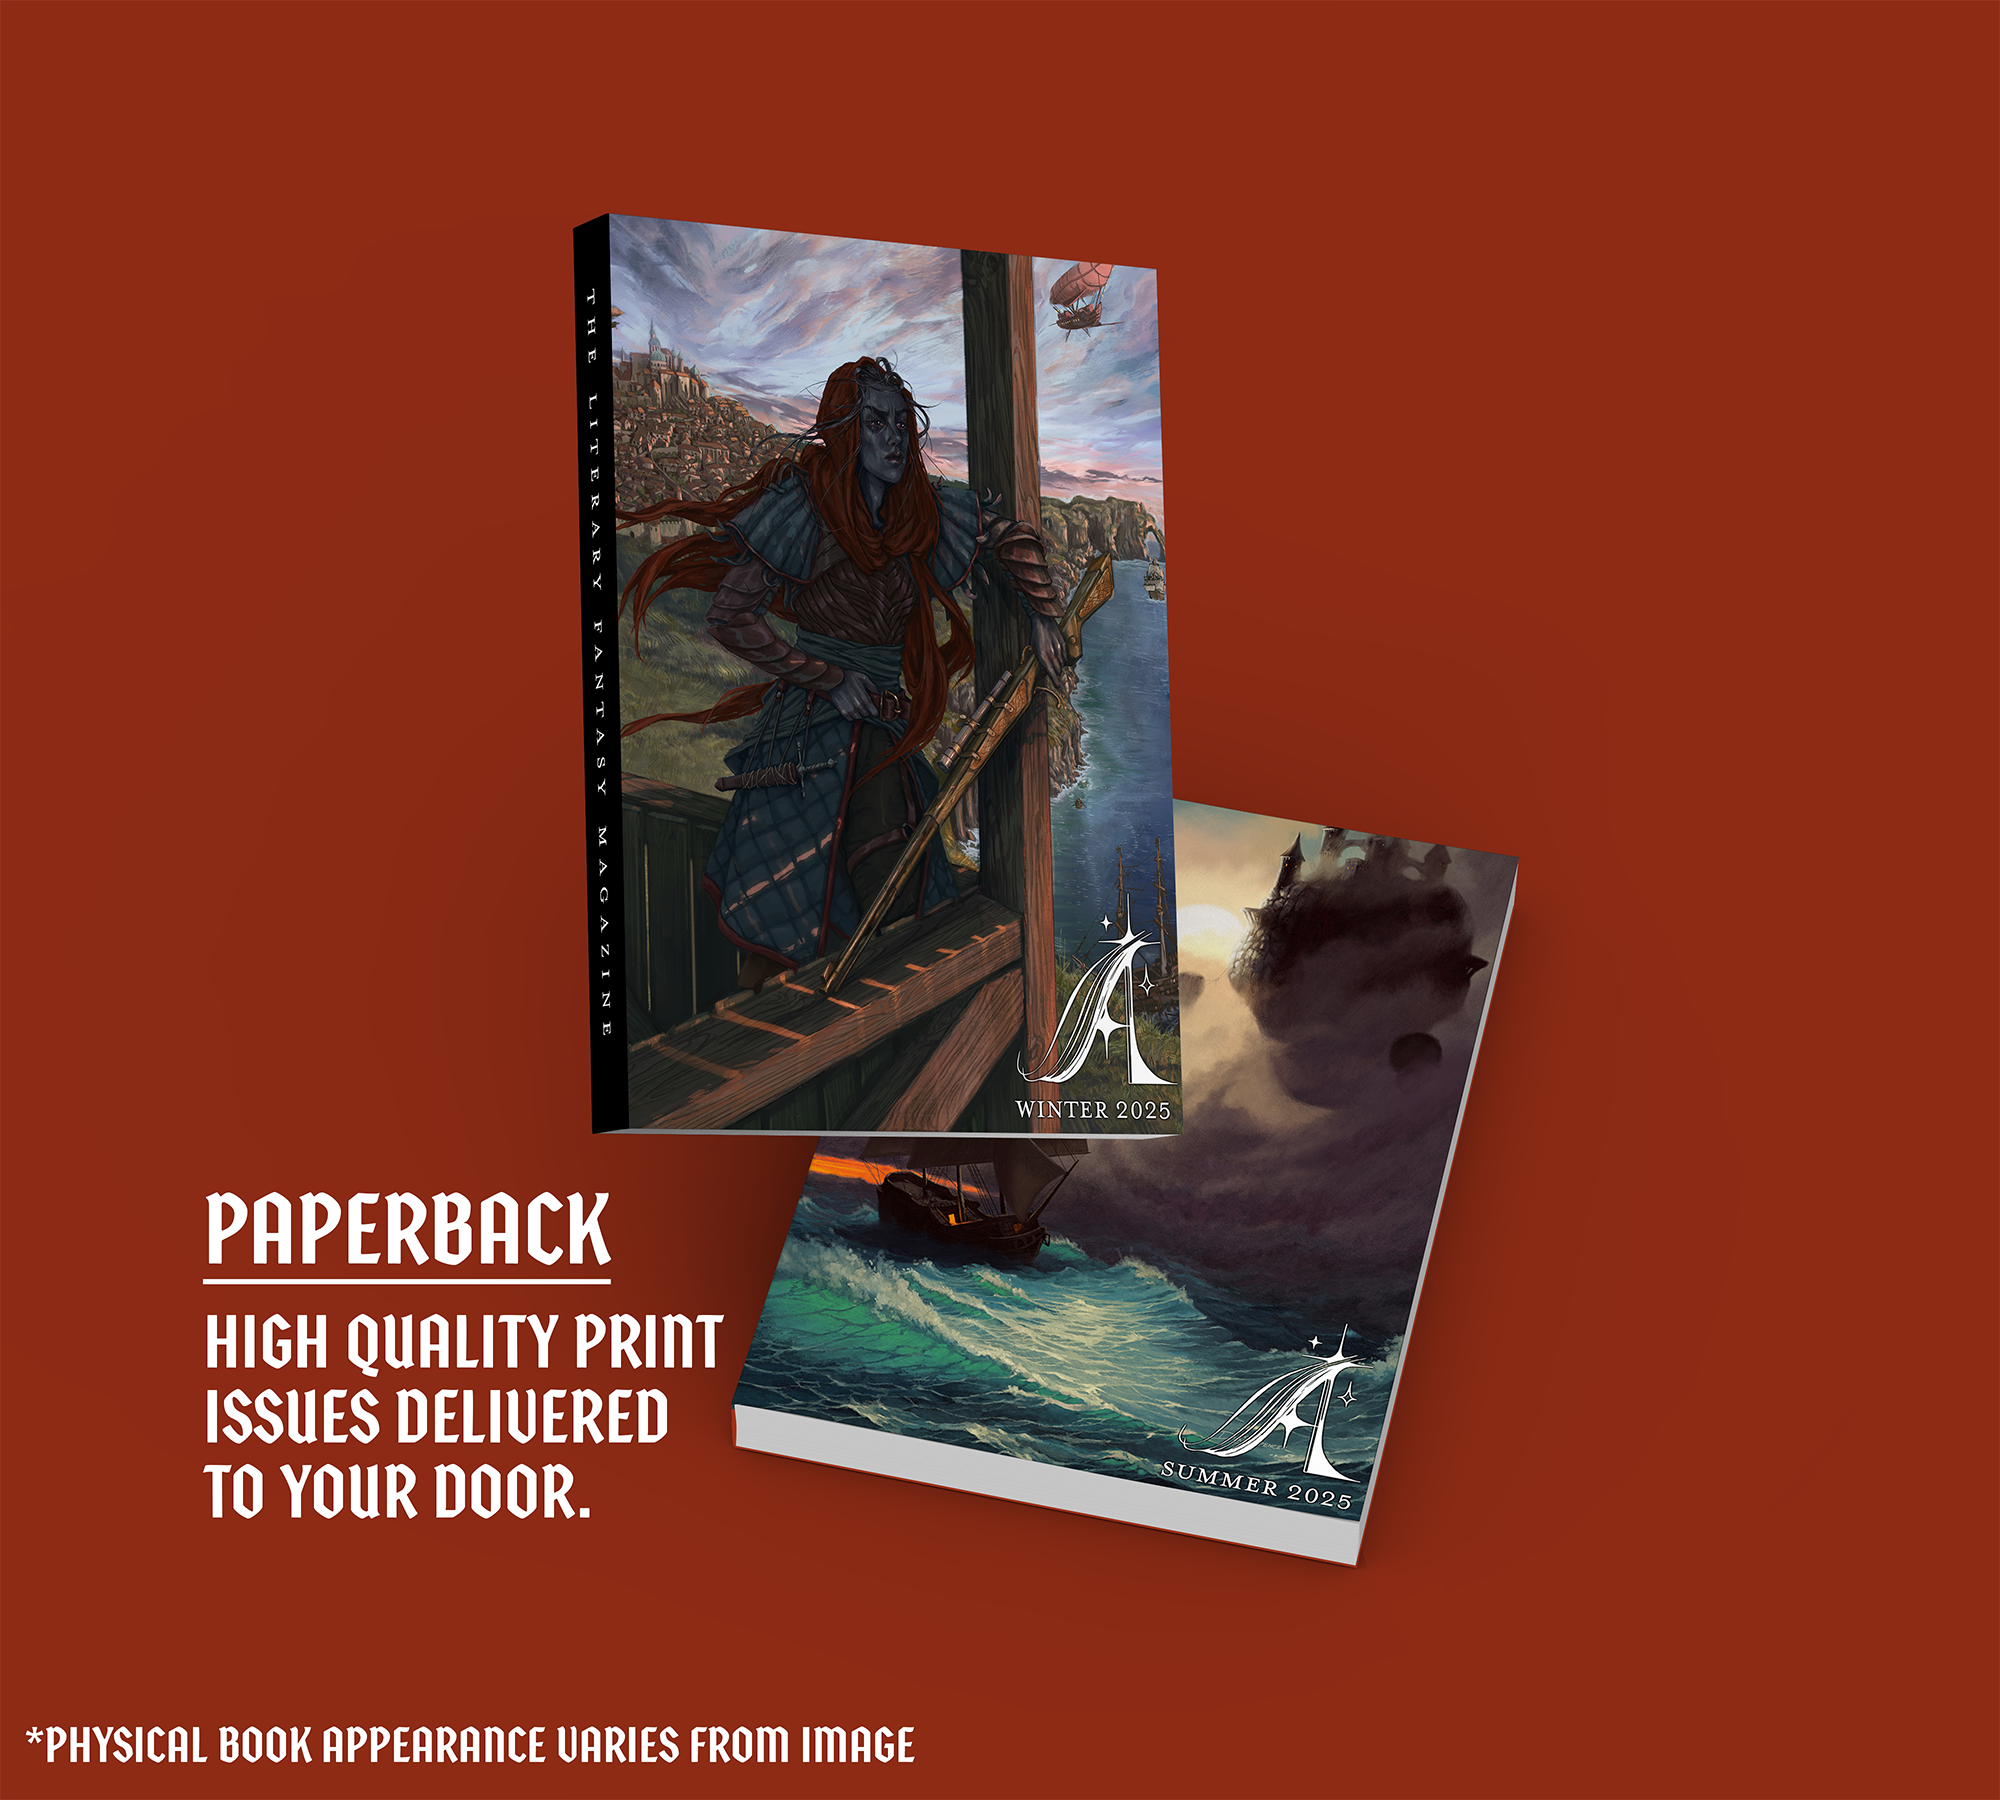 THE LITERARY FANTASY MAGAZINE
A
WINTER 2025
A
SUMMER 2025
PAPERBACK
HIGH QUALITY PRINT
ISSUES DELIVERED
TO YOUR DOOR.
*PHYSICAL BOOK APPEARANCE VARIES FROM IMAGE